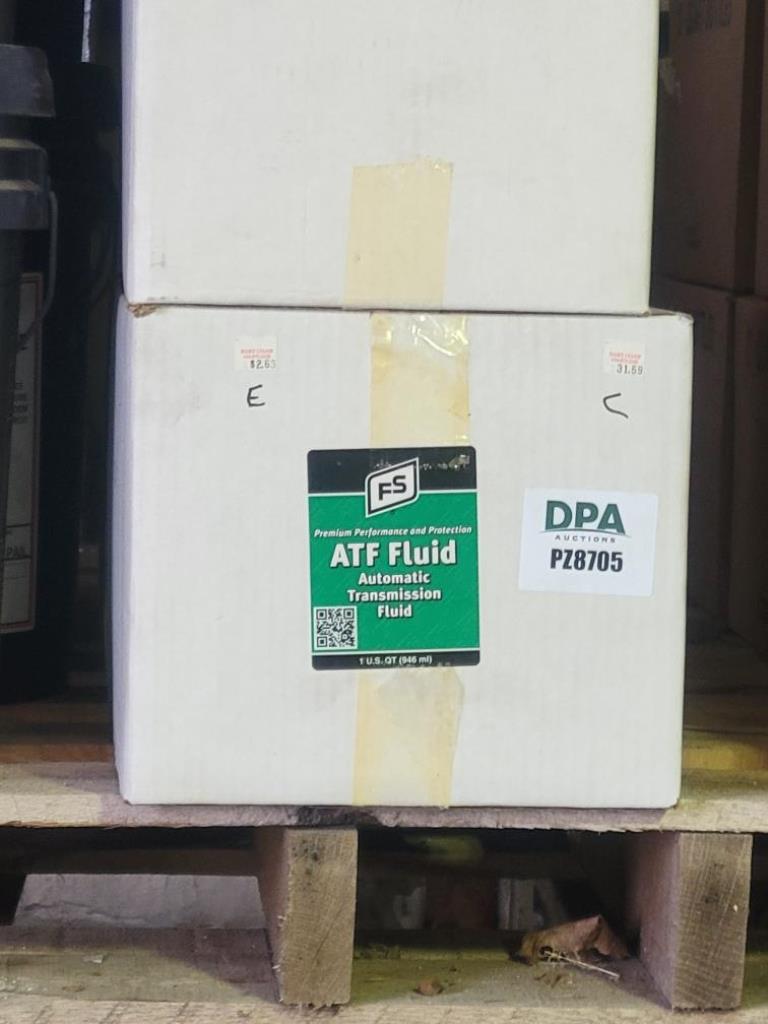 $2.63
31.59
E
C
FS
Premium Performance and Protection
ATF Fluid
Automatic
Transmission
Fluid
1 U.S. QT (946 ml)
DPA
AUCTIONS
PZ8705